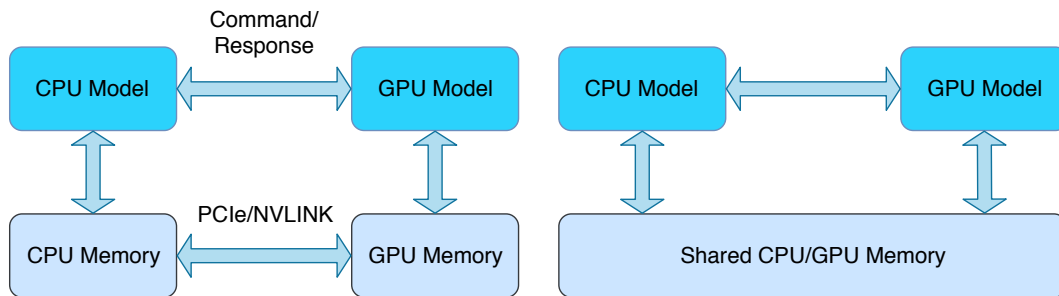 Command/
Response
CPU Model
GPU Model
CPU Model
GPU Model
PCIe/NVLINK
CPU Memory
GPU Memory
Shared CPU/GPU Memory